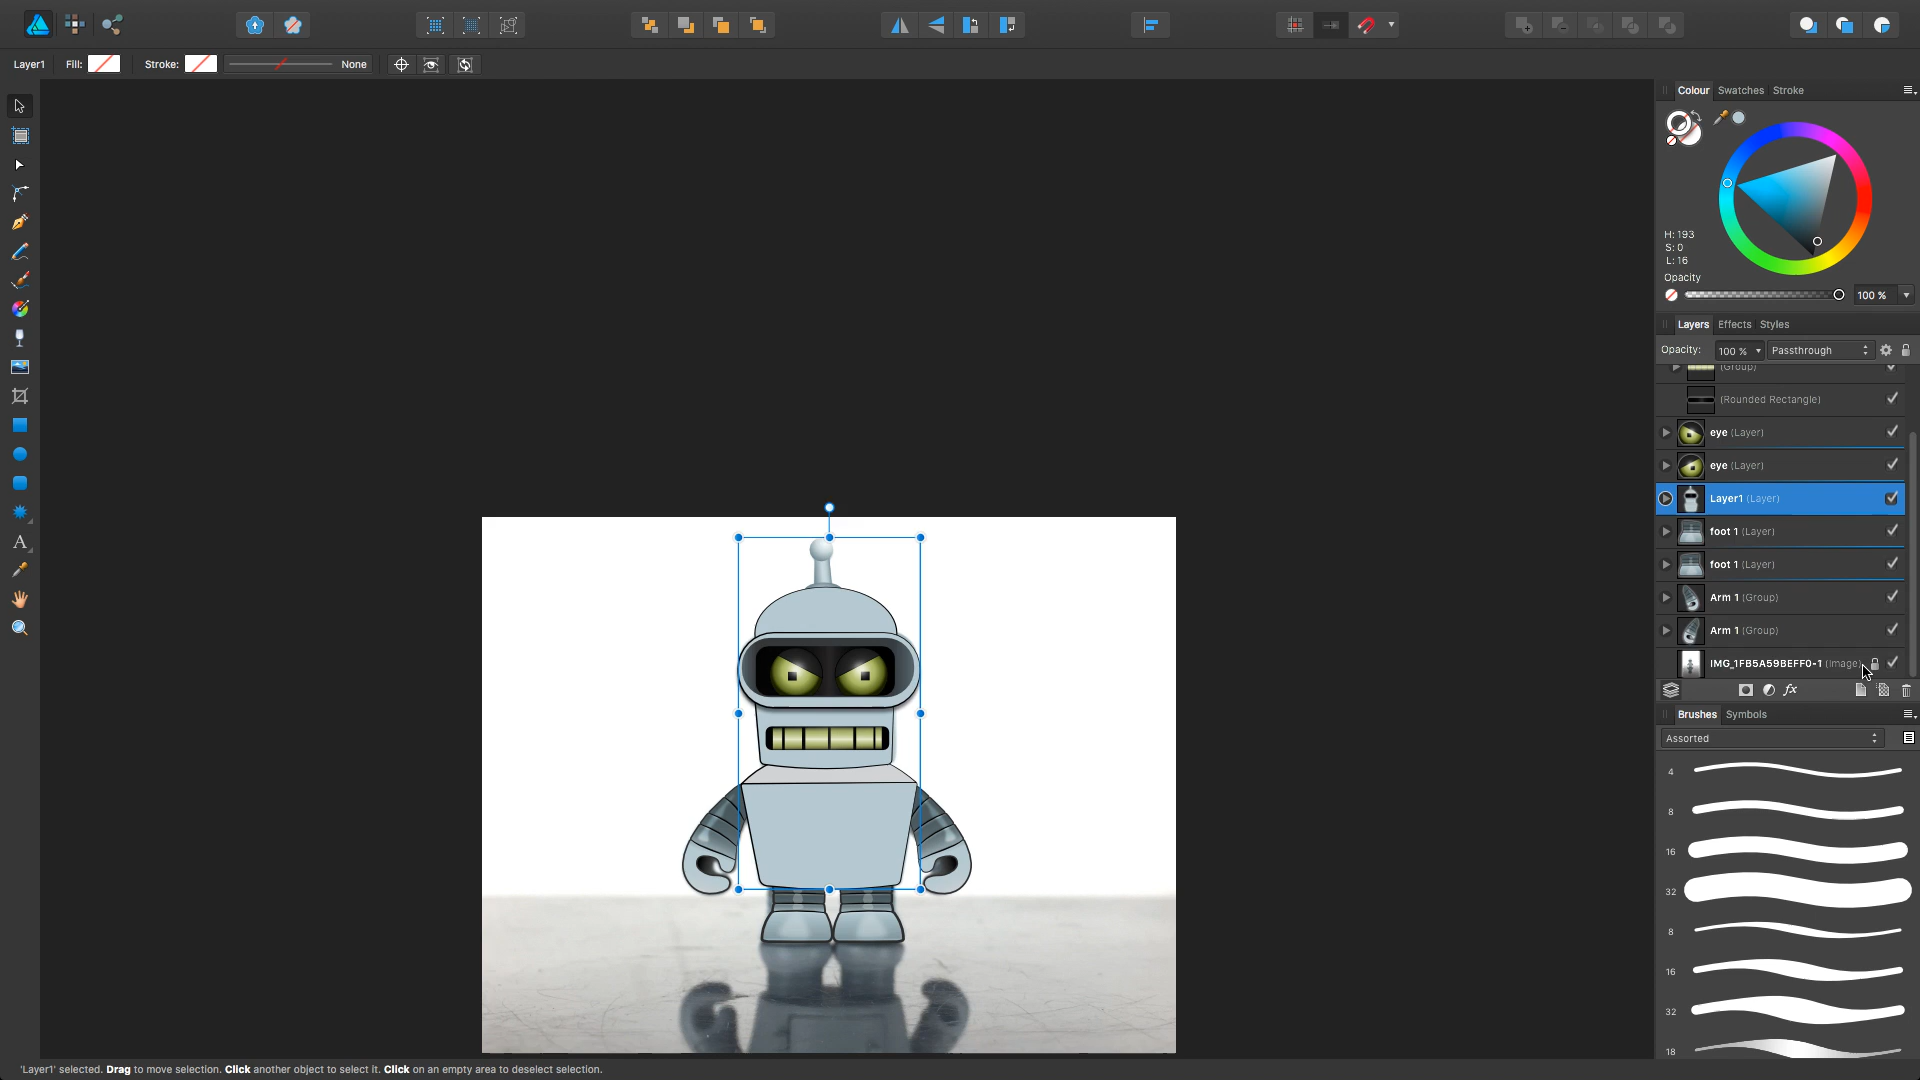 Layer1 Fill: Stroke: None
Colour Swatches Stroke
H: 193
S: 0
L: 16
Opacity
100 %
Layers Effects Styles
Opacity: 100 % Passthrough
(Group)
(Rounded Rectangle)
eye (Layer)
eye (Layer)
Layer1 (Layer)
foot 1 (Layer)
foot 1 (Layer)
Arm 1 (Group)
Arm 1 (Group)
IMG_1FB5A59BEFF0-1 (Image)
fx
Brushes Symbols
Assorted
4
8
16
32
8
16
32
18
'Layer1' selected. Drag to move selection. Click another object to select it. Click on an empty area to deselect selection.